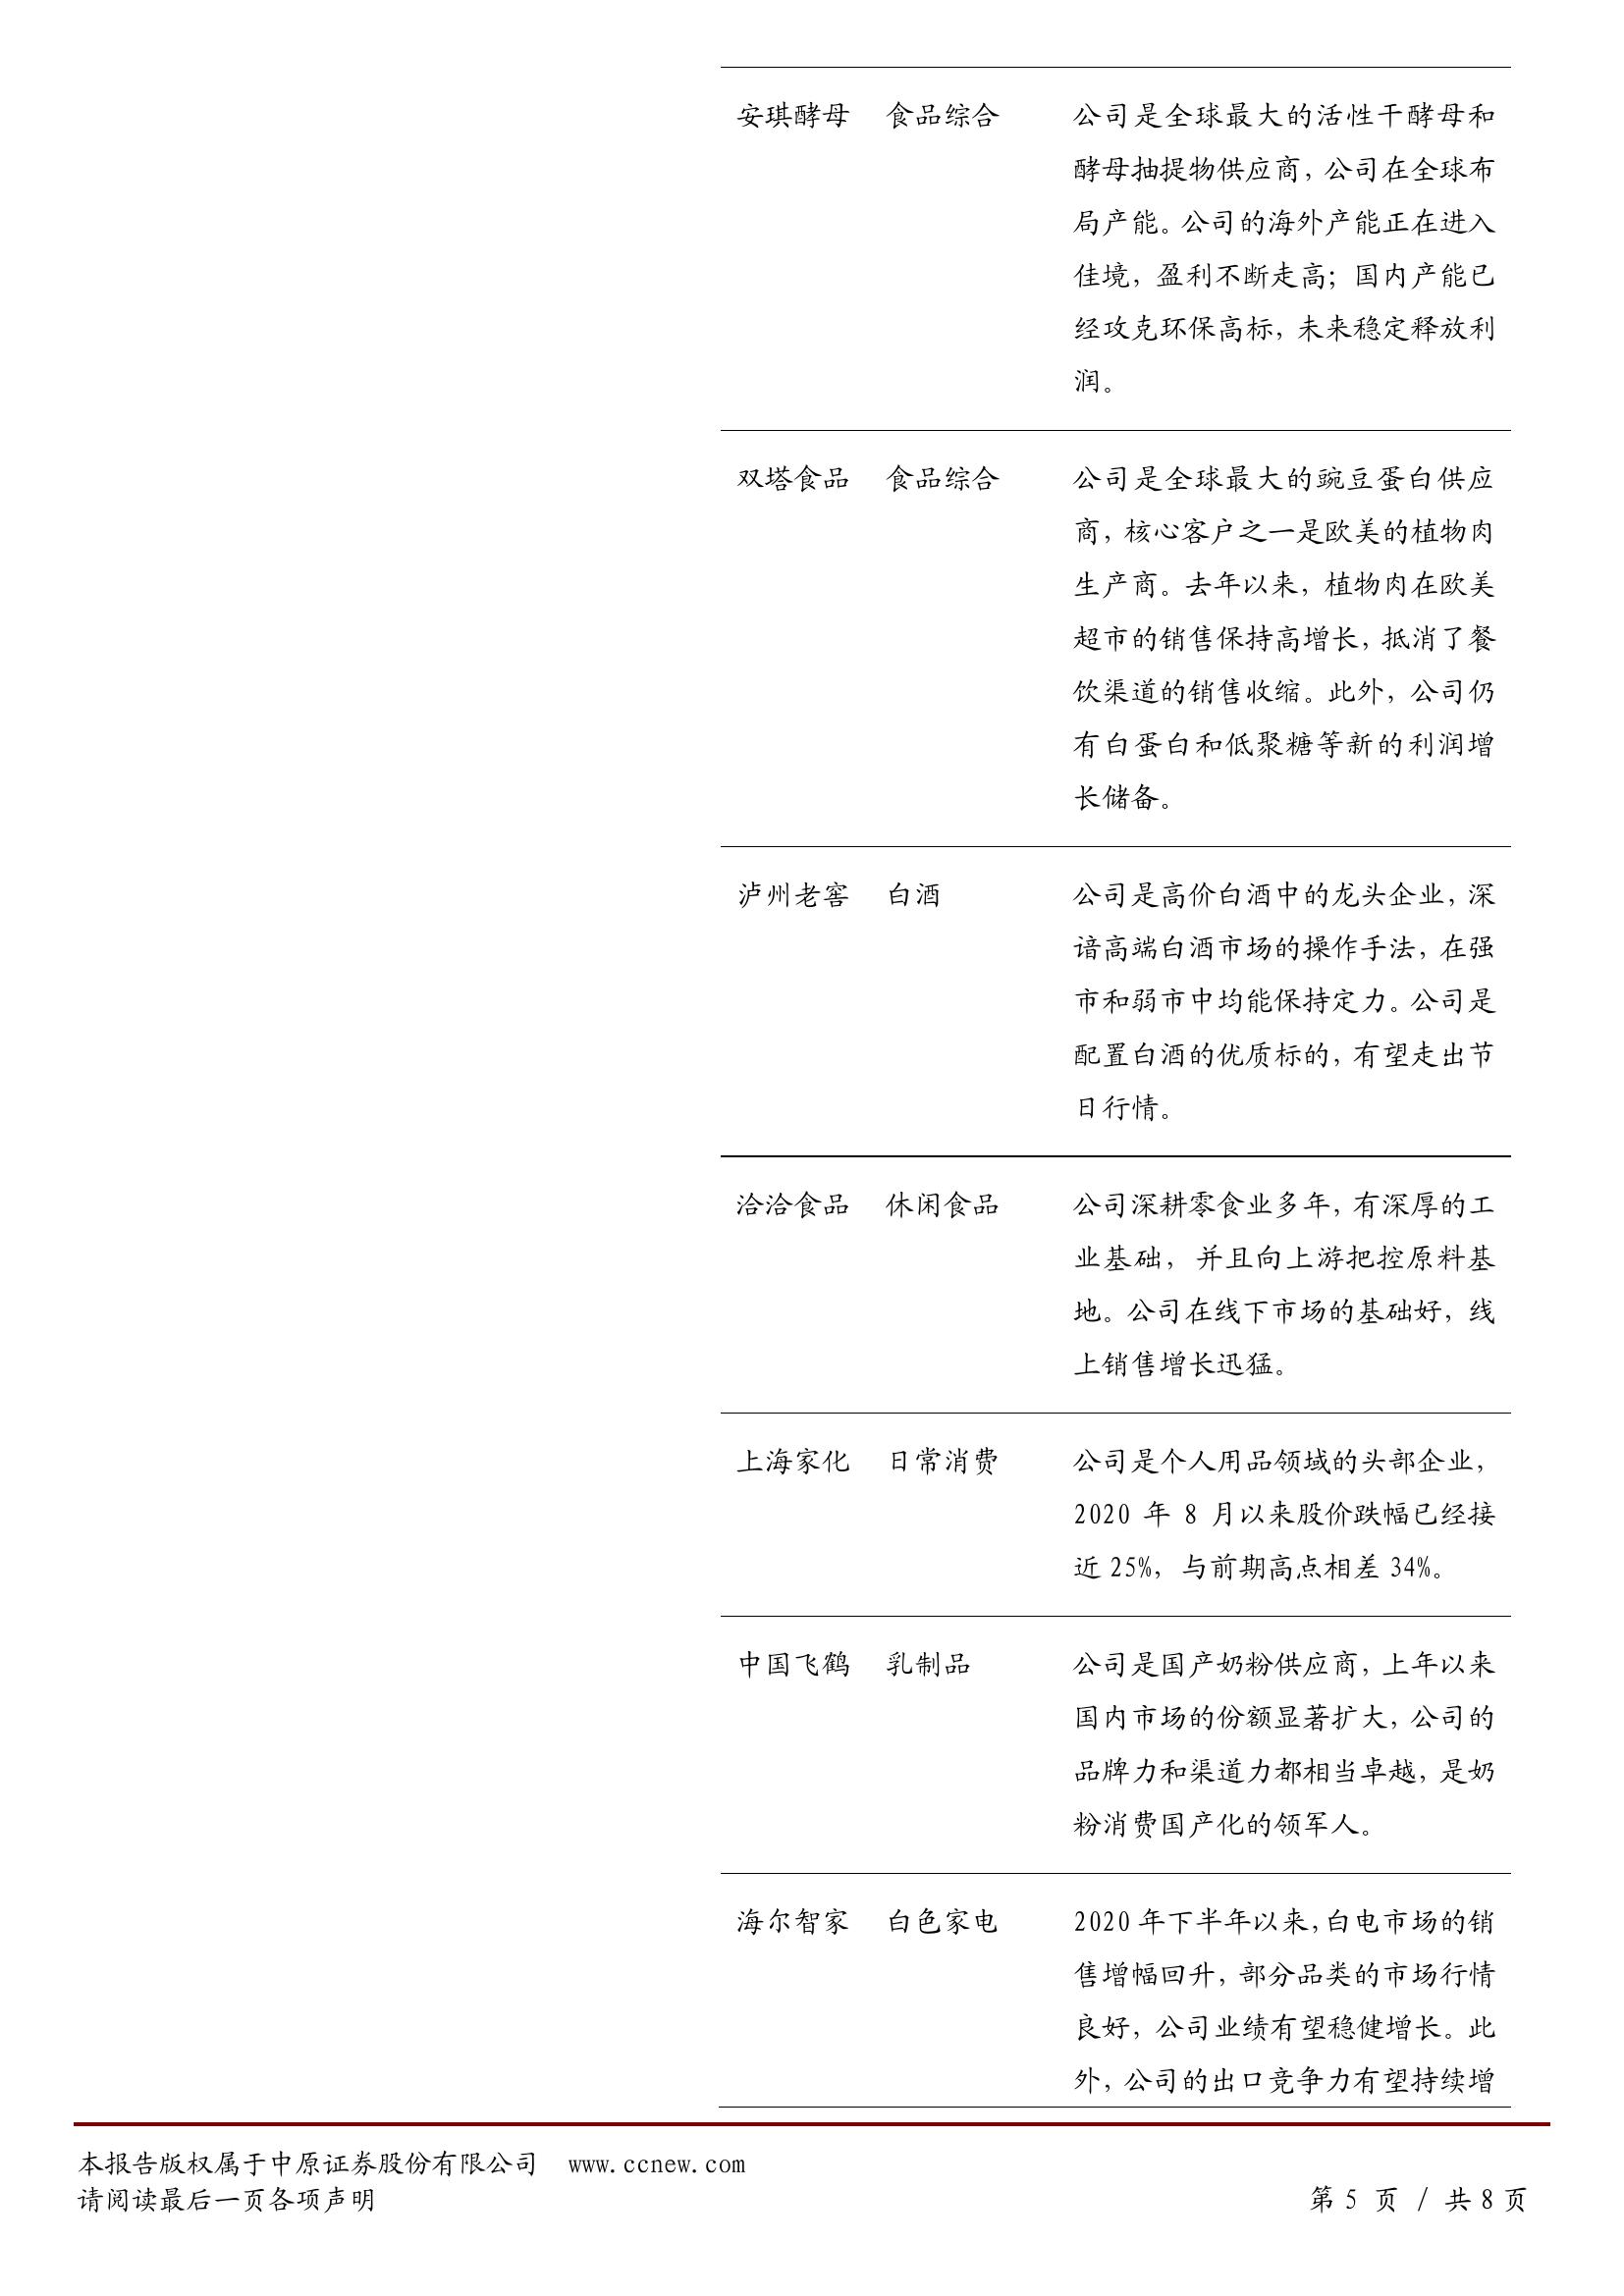 安琪酵母 食品综合 公司是全球最大的活性干酵母和
酵母抽提物供应商，公司在全球布
局产能。公司的海外产能正在进入
佳境，盈利不断走高；国内产能已
经攻克环保高标，未来稳定释放利
润。
双塔食品 食品综合 公司是全球最大的豌豆蛋白供应
商，核心客户之一是欧美的植物肉
生产商。去年以来，植物肉在欧美
超市的销售保持高增长，抵消了餐
饮渠道的销售收缩。此外，公司仍
有白蛋白和低聚糖等新的利润增
长储备。
泸州老窖 白酒 公司是高价白酒中的龙头企业，深
谙高端白酒市场的操作手法，在强
市和弱市中均能保持定力。公司是
配置白酒的优质标的，有望走出节
日行情。
洽洽食品 休闲食品 公司深耕零食业多年，有深厚的工
业基础，并且向上游把控原料基
地。公司在线下市场的基础好，线
上销售增长迅猛。
上海家化 日常消费 公司是个人用品领域的头部企业，
2020 年 8 月以来股价跌幅已经接
近 25%，与前期高点相差 34%。
中国飞鹤 乳制品 公司是国产奶粉供应商，上年以来
国内市场的份额显著扩大，公司的
品牌力和渠道力都相当卓越，是奶
粉消费国产化的领军人。
海尔智家 白色家电 2020 年下半年以来，白电市场的销
售增幅回升，部分品类的市场行情
良好，公司业绩有望稳健增长。此
外，公司的出口竞争力有望持续增
本报告版权属于中原证券股份有限公司 www.ccnew.com
请阅读最后一页各项声明 第 5 页 / 共 8 页